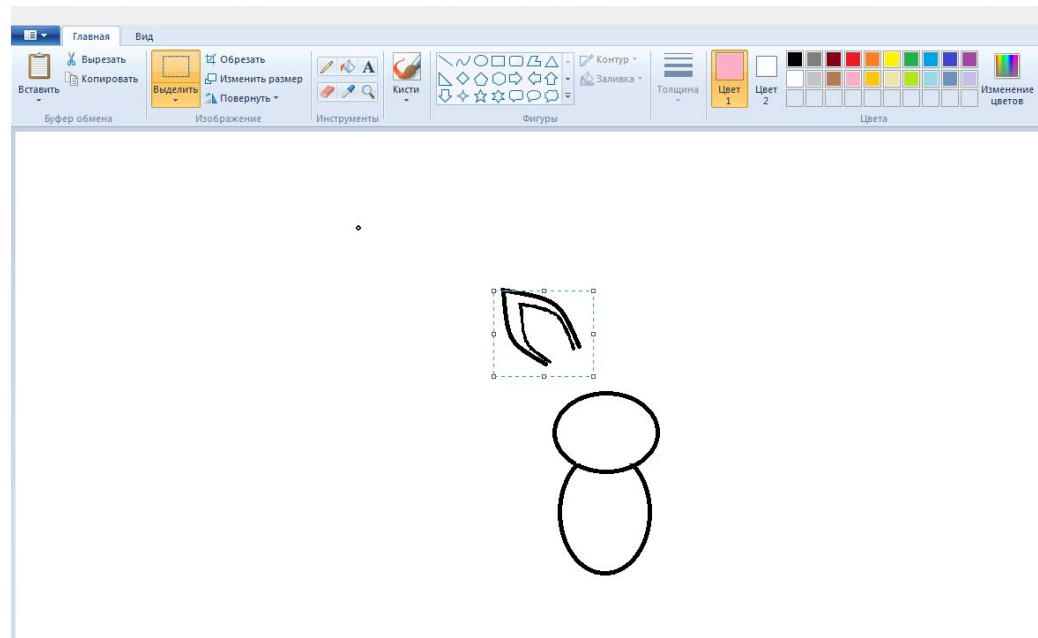 Главная Вид
Вставить
Вырезать
Копировать
Буфер обмена
Выделить
Обрезать
Изменить размер
Повернуть
Изображение
A
Инструменты
Кисти
Контур
Заливка
Фигуры
Толщина
Цвет
1
Цвет
2
Изменение
цветов
Цвета